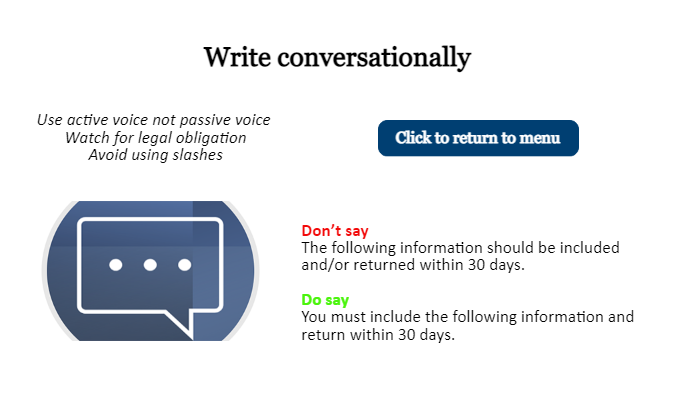 Write conversationally
Use active voice not passive voice
Watch for legal obligation
Avoid using slashes
Click to return to menu
Don’t say
The following information should be included
and/or returned within 30 days.
Do say
You must include the following information and
return within 30 days.